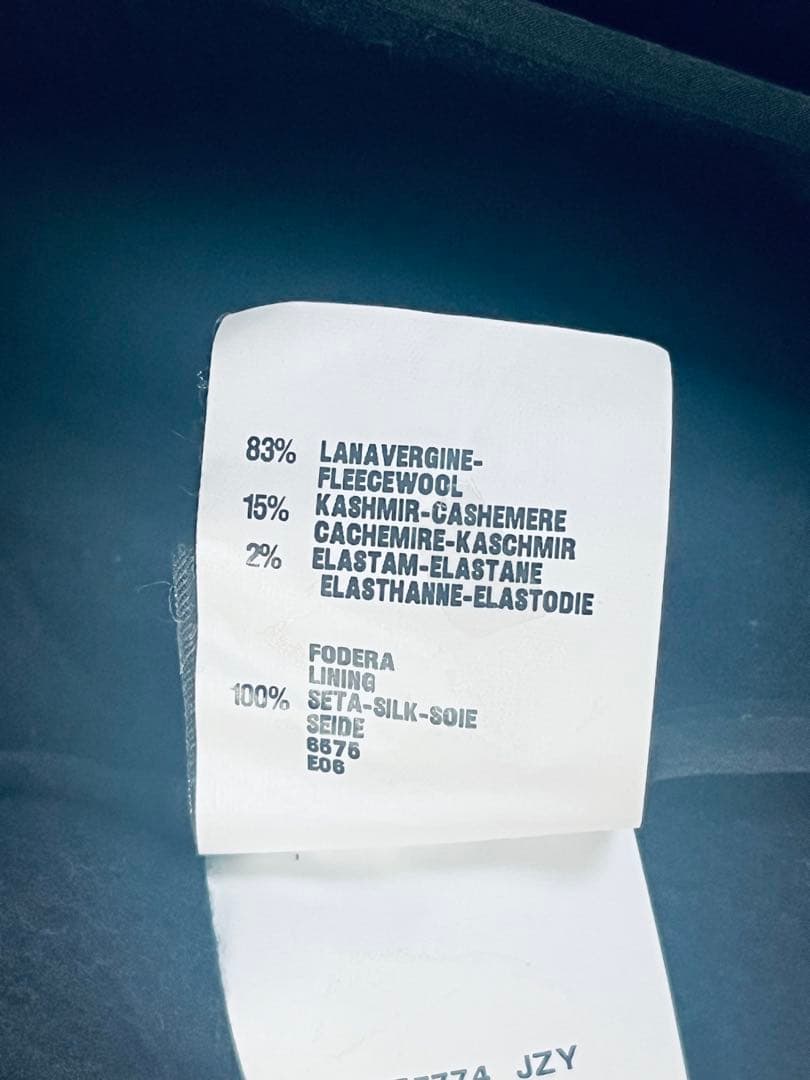 83% LANAVERGINE-
FLEECEWOOL
15% KASHMIR-CASHEMERE
CACHEMIRE-KASCHMIR
2% ELASTAM-ELASTANE
ELASTHANNE-ELASTODIE
FODERA
LINING
100% SETA-SILK-SOIE
SEIDE
6575
E06
JZY